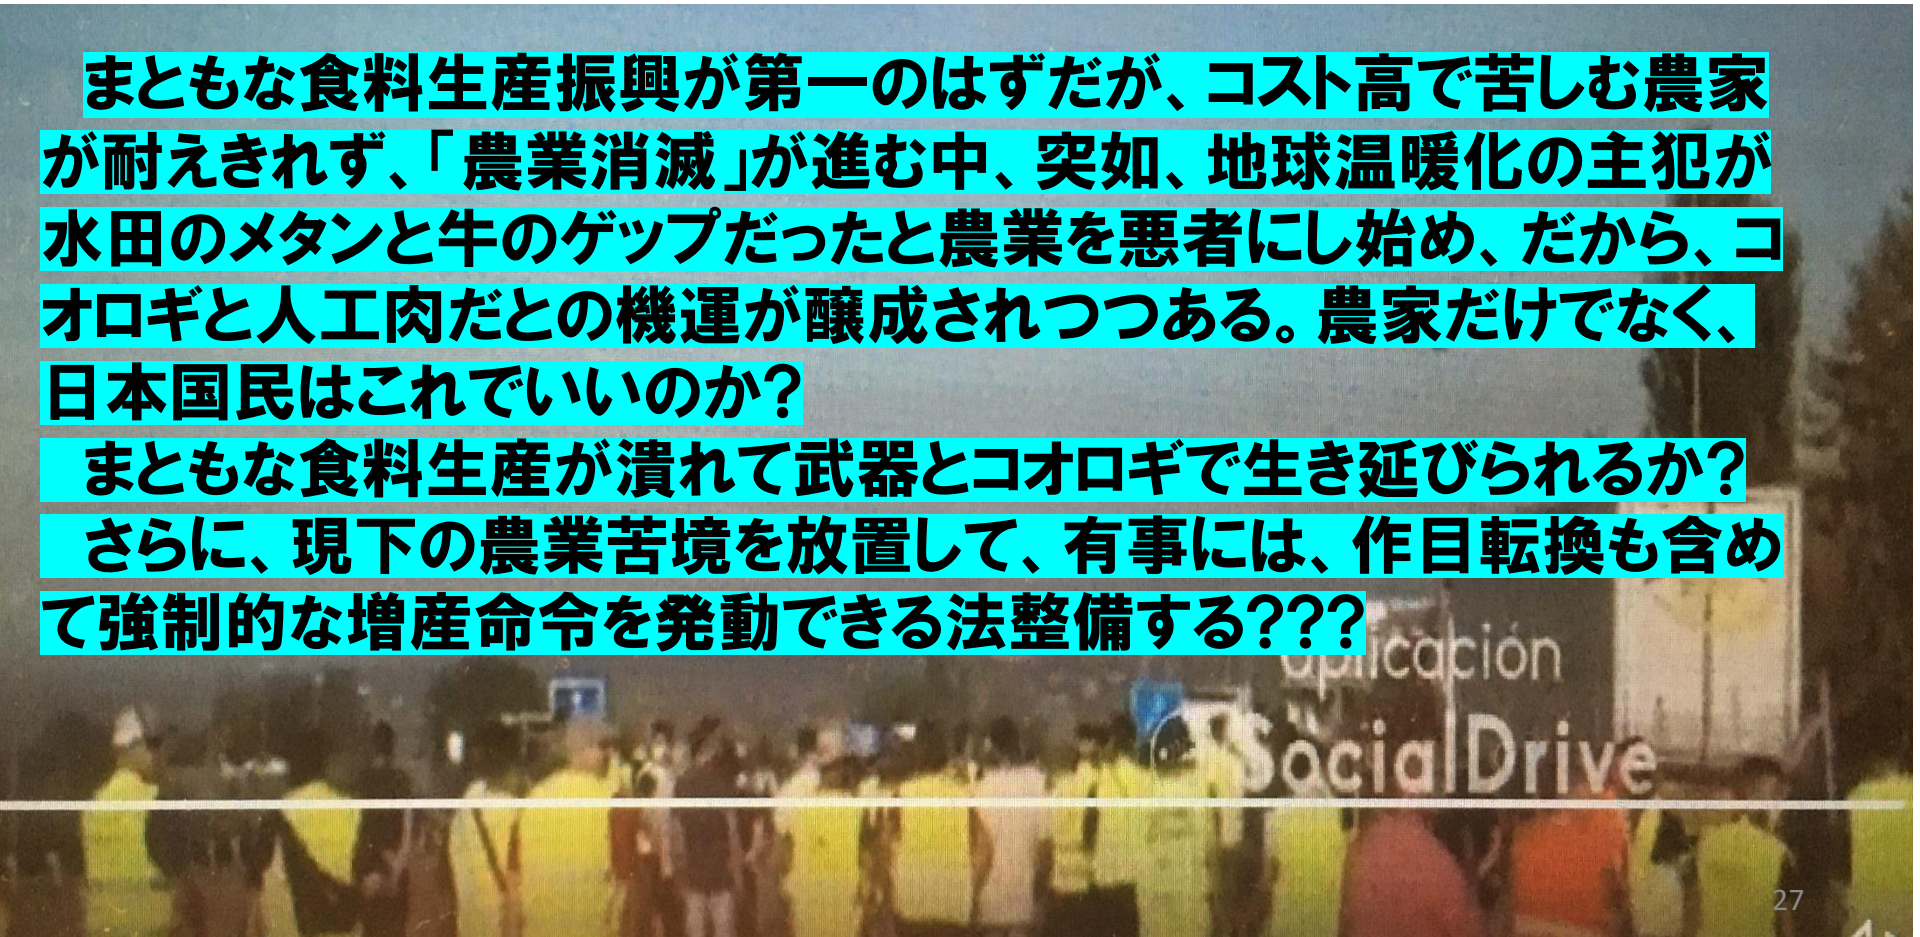 まともな食料生産振興が第一のはずだが、コスト高で苦しむ農家
が耐えきれず、「農業消滅」が進む中、突如、地球温暖化の主犯が
水田のメタンと牛のゲップだったと農業を悪者にし始め、だから、コ
オロギと人工肉だとの機運が醸成されつつある。農家だけでなく、
日本国民はこれでいいのか?
まともな食料生産が潰れて武器とコオロギで生き延びられるか?
さらに、現下の農業苦境を放置して、有事には、作目転換も含め
て強制的な増産命令を発動できる法整備する???
aplicación
SocialDrive
27